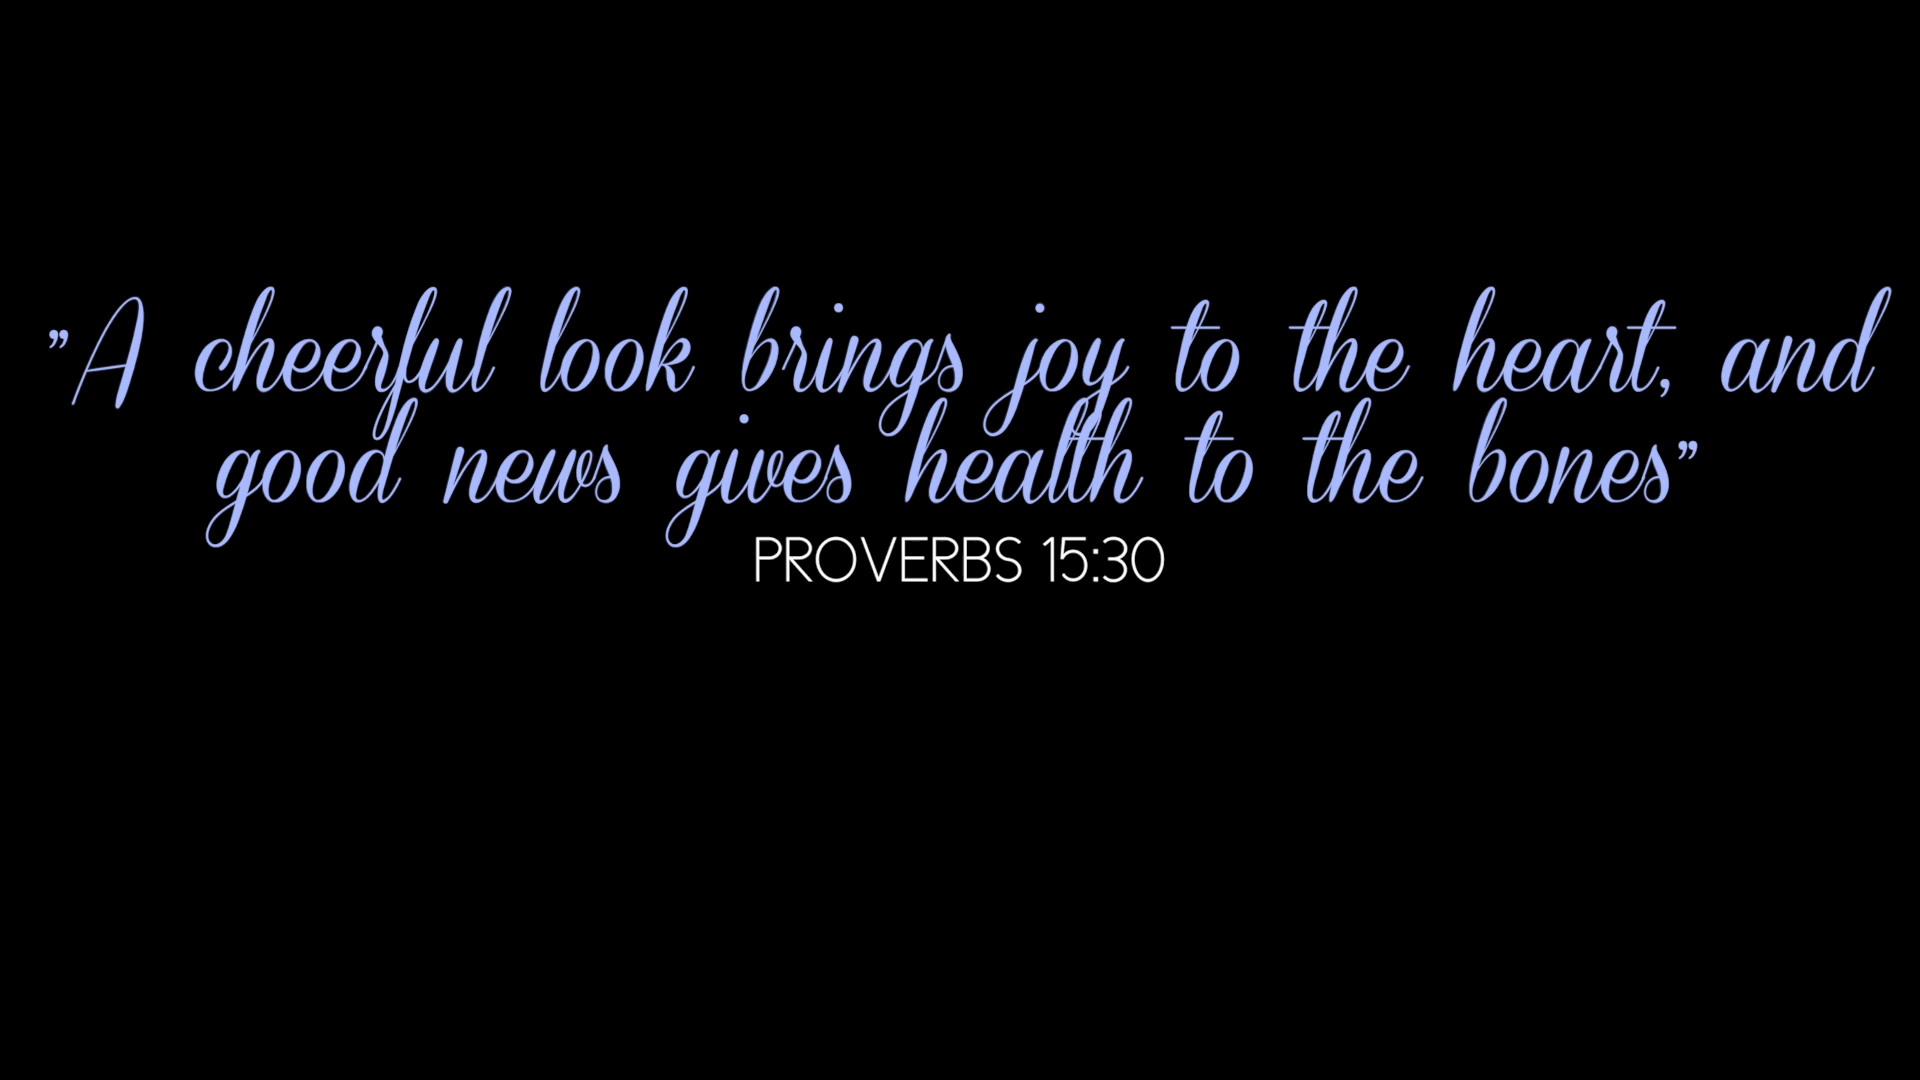 "A cheerful look brings joy to the heart, and
good news gives health to the bones"
PROVERBS 15:30